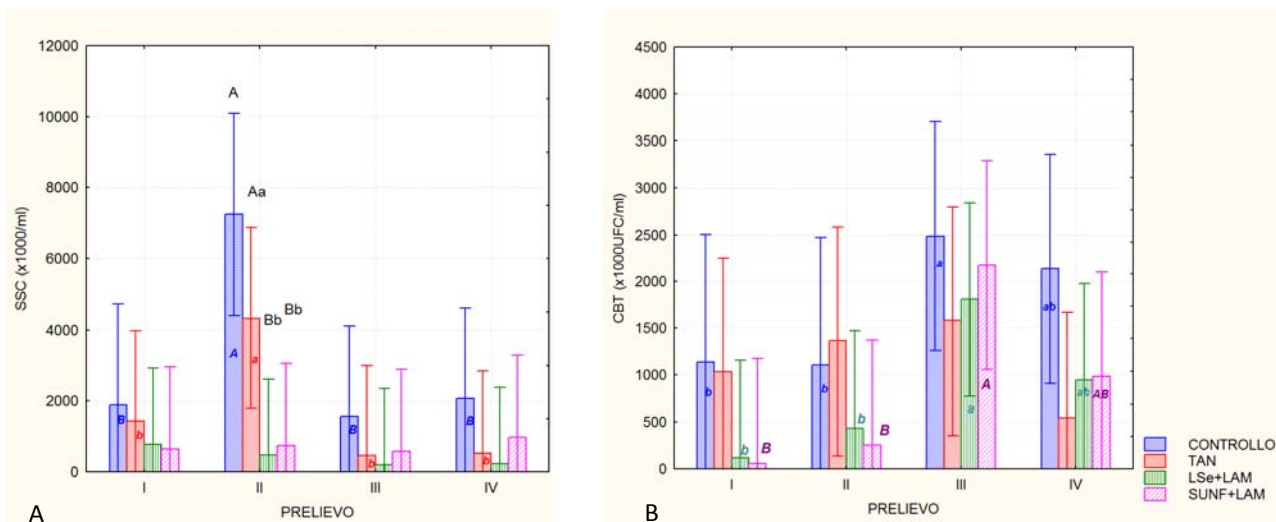 12000
10000
8000
6000
4000
2000
0
SSC (x1000/ml)
A
Aa
Bb
Bb
B
b
A
a
B
b
B
b
I
II
III
IV
PRELIEVO
A
4500
4000
3500
3000
2500
2000
1500
1000
500
0
CBT (x1000UFC/ml)
b
b
B
b
b
B
a
a
A
ab
ab
AB
I
II
III
IV
PRELIEVO
B
CONTROLLO
TAN
LSe+LAM
SUNF+LAM